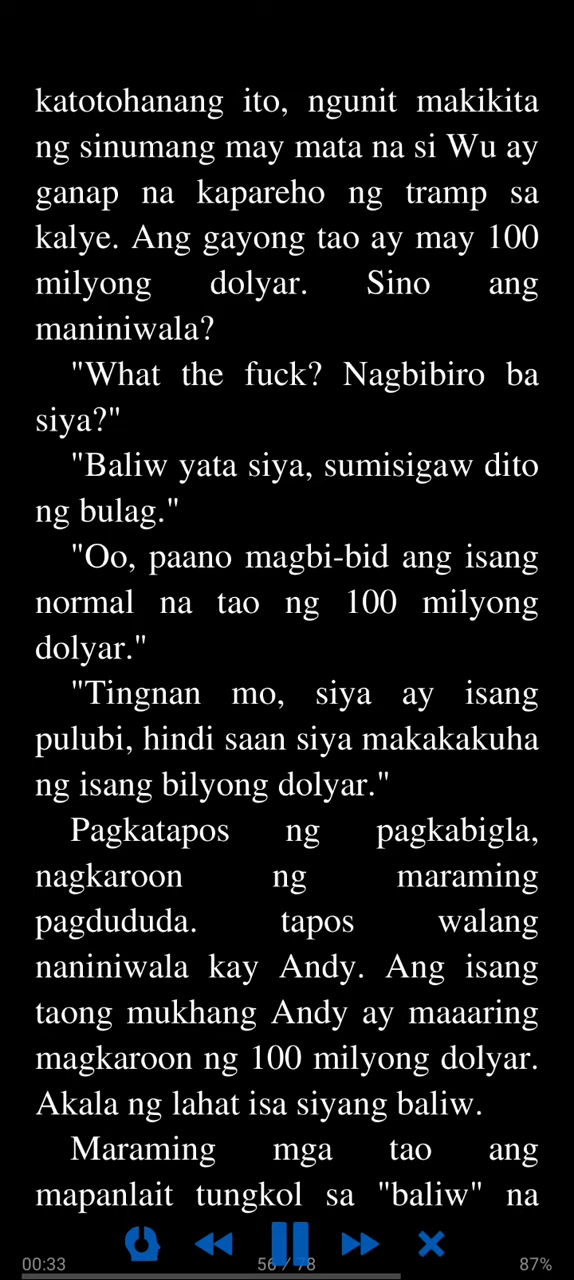 katotohanang ito, ngunit makikita
ng sinumang may mata na si Wu ay
ganap na kapareho ng tramp sa
kalye. Ang gayong tao ay may 100
milyong dolyar. Sino ang
maniniwala?
"What the fuck? Nagbibiro ba
siya?"
"Baliw yata siya, sumisigaw dito
ng bulag."
"Oo, paano magbi-bid ang isang
normal na tao ng 100 milyong
dolyar."
"Tingnan mo, siya ay isang
pulubi, hindi saan siya makakakuha
ng isang bilyong dolyar."
Pagkatapos ng pagkabigla,
nagkaroon ng maraming
pagdududa. tapos walang
naniniwala kay Andy. Ang isang
taong mukhang Andy ay maaaring
magkaroon ng 100 milyong dolyar.
Akala ng lahat isa siyang baliw.
Maraming mga tao ang
mapanlait tungkol sa "baliw" na
00:33 56 / 78 87%